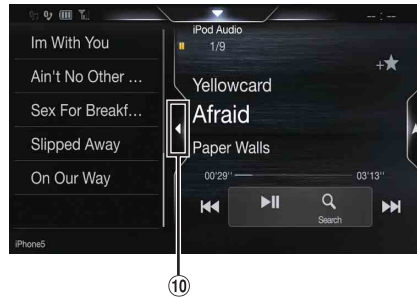 -- : --
iPod Audio
1/9
Im With You
Ain't No Other ...
Sex For Breakf...
Slipped Away
On Our Way
Yellowcard
Afraid
Paper Walls
00'29''
03'13''
Search
iPhone5
10